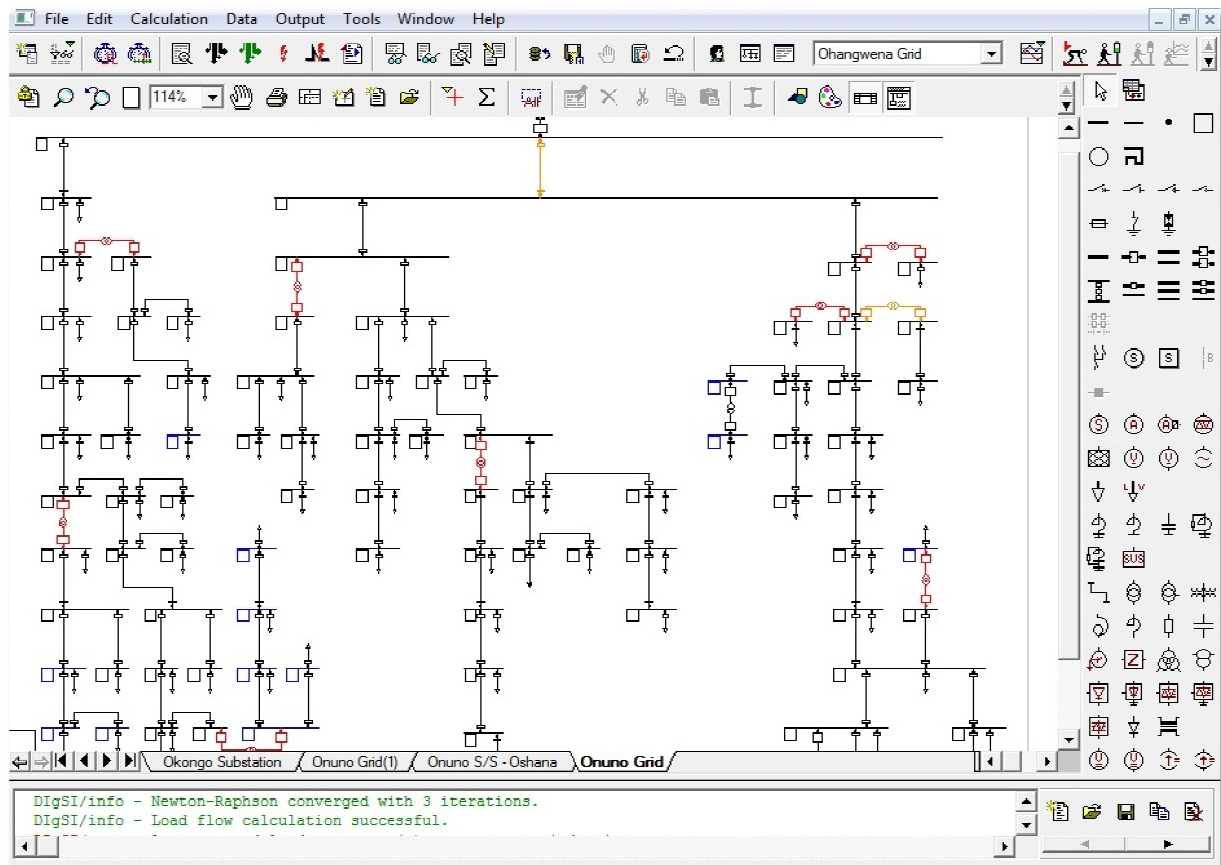 File Edit Calculation Data Output Tools Window Help
Ohangwena Grid
114%
Okongo Substation Onuno Grid(1) Onuno S/S - Oshana Onuno Grid
DIgSI/info - Newton-Raphson converged with 3 iterations.
DIgSI/info - Load flow calculation successful.